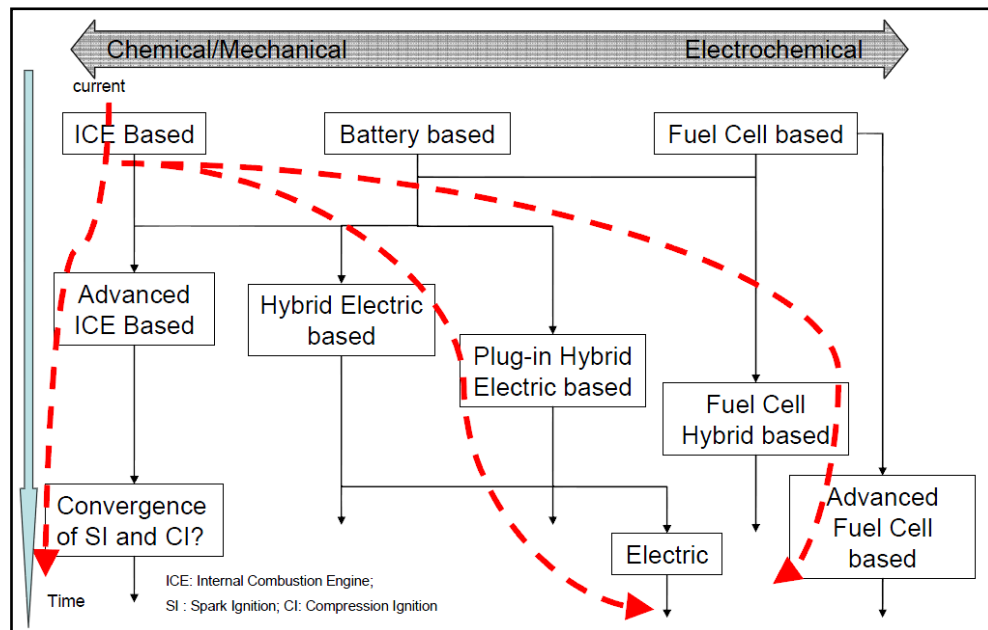 Chemical/Mechanical
Electrochemical
current
ICE Based
Battery based
Fuel Cell based
Advanced
ICE Based
Hybrid Electric
based
Plug-in Hybrid
Electric based
Fuel Cell
Hybrid based
Convergence
of SI and CI?
Advanced
Fuel Cell
based
Electric
ICE: Internal Combustion Engine;
SI : Spark Ignition; CI: Compression Ignition
Time